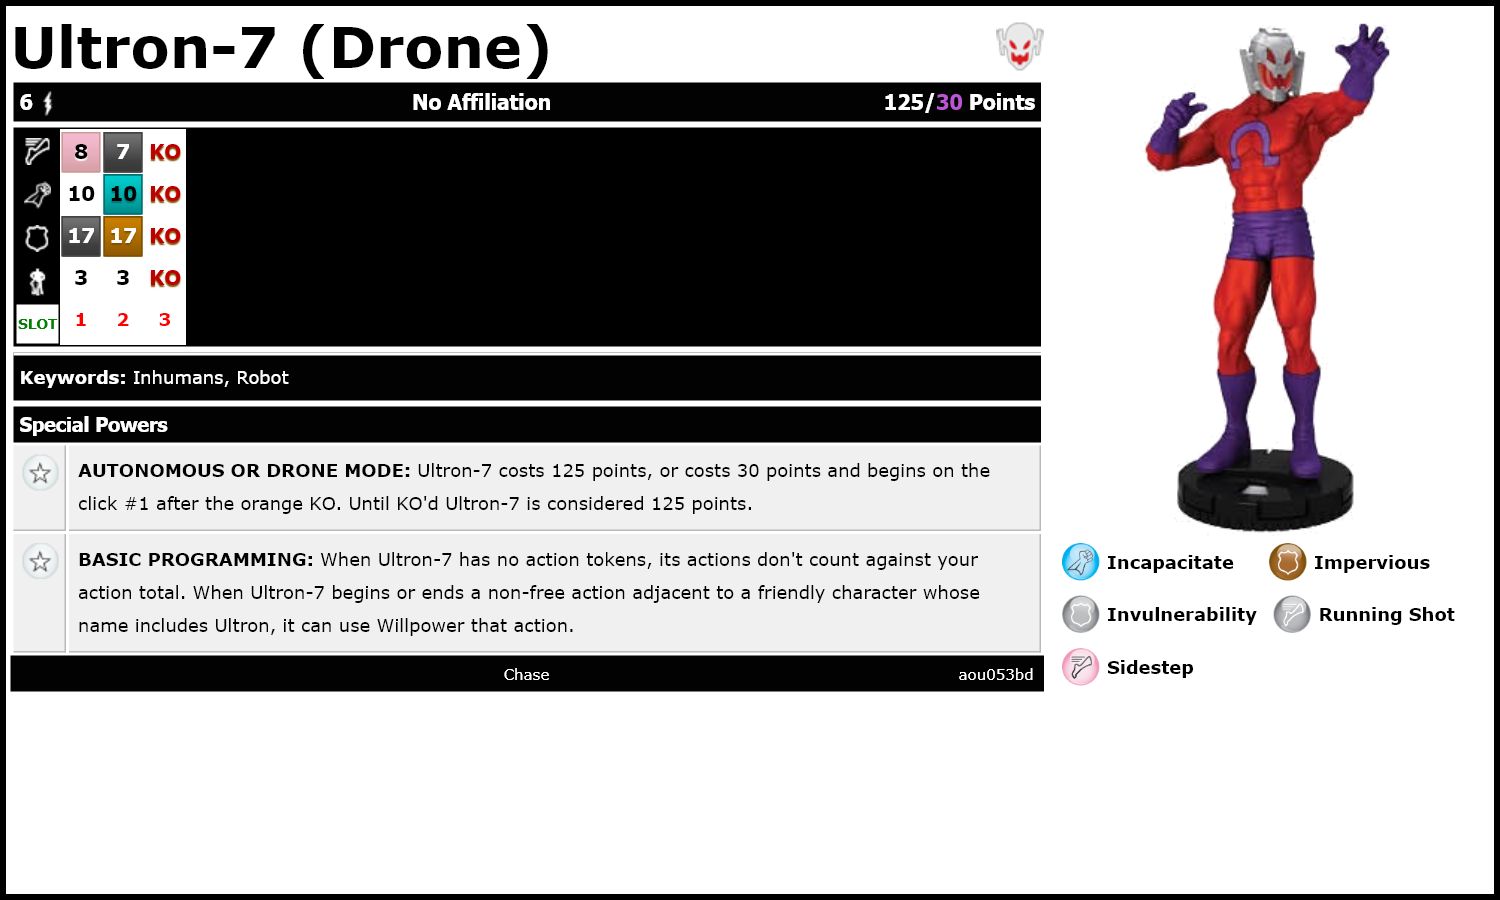 Ultron-7 (Drone)
6 No Affiliation 125/30 Points
8 7 KO
10 10 KO
17 17 KO
3 3 KO
SLOT 1 2 3
Keywords: Inhumans, Robot
Special Powers
AUTONOMOUS OR DRONE MODE: Ultron-7 costs 125 points, or costs 30 points and begins on the
click #1 after the orange KO. Until KO'd Ultron-7 is considered 125 points.
BASIC PROGRAMMING: When Ultron-7 has no action tokens, its actions don't count against your
action total. When Ultron-7 begins or ends a non-free action adjacent to a friendly character whose
name includes Ultron, it can use Willpower that action.
Chase aou053bd
Incapacitate Impervious
Invulnerability Running Shot
Sidestep